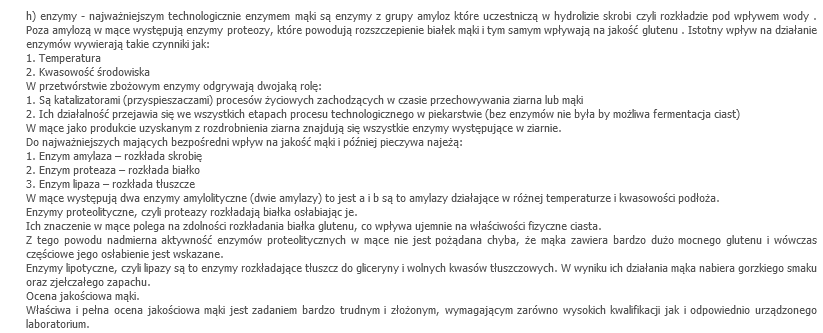 h) enzymy - najważniejszym technologicznie enzymem mąki są enzymy z grupy amyloz które uczestniczą w hydrolizie skrobi czyli rozkładzie pod wpływem wody .
Poza amylozą w mące występują enzymy proteozy, które powodują rozszczepienie białek mąki i tym samym wpływają na jakość glutenu . Istotny wpływ na działanie
enzymów wywierają takie czynniki jak:
1. Temperatura
2. Kwasowość środowiska
W przetwórstwie zbożowym enzymy odgrywają dwojaką rolę:
1. Są katalizatorami (przyspieszaczami) procesów życiowych zachodzących w czasie przechowywania ziarna lub mąki
2. Ich działalność przejawia się we wszystkich etapach procesu technologicznego w piekarstwie (bez enzymów nie była by możliwa fermentacja ciast)
W mące jako produkcie uzyskanym z rozdrobnienia ziarna znajdują się wszystkie enzymy występujące w ziarnie.
Do najważniejszych mających bezpośredni wpływ na jakość mąki i później pieczywa najeżą:
1. Enzym amylaza – rozkłada skrobię
2. Enzym proteaza – rozkłada białko
3. Enzym lipaza – rozkłada tłuszcze
W mące występują dwa enzymy amylolityczne (dwie amylazy) to jest a i b są to amylazy działające w różnej temperaturze i kwasowości podłoża.
Enzymy proteolityczne, czyli proteazy rozkładają białka osłabiając je.
Ich znaczenie w mące polega na zdolności rozkładania białka glutenu, co wpływa ujemnie na właściwości fizyczne ciasta.
Z tego powodu nadmierna aktywność enzymów proteolitycznych w mące nie jest pożądana chyba, że mąka zawiera bardzo dużo mocnego glutenu i wówczas
częściowe jego osłabienie jest wskazane.
Enzymy lipotyczne, czyli lipazy są to enzymy rozkładające tłuszcz do gliceryny i wolnych kwasów tłuszczowych. W wyniku ich działania mąka nabiera gorzkiego smaku
oraz zjełczałego zapachu.
Ocena jakościowa mąki.
Właściwa i pełna ocena jakościowa mąki jest zadaniem bardzo trudnym i złożonym, wymagającym zarówno wysokich kwalifikacji jak i odpowiednio urządzonego
laboratorium.